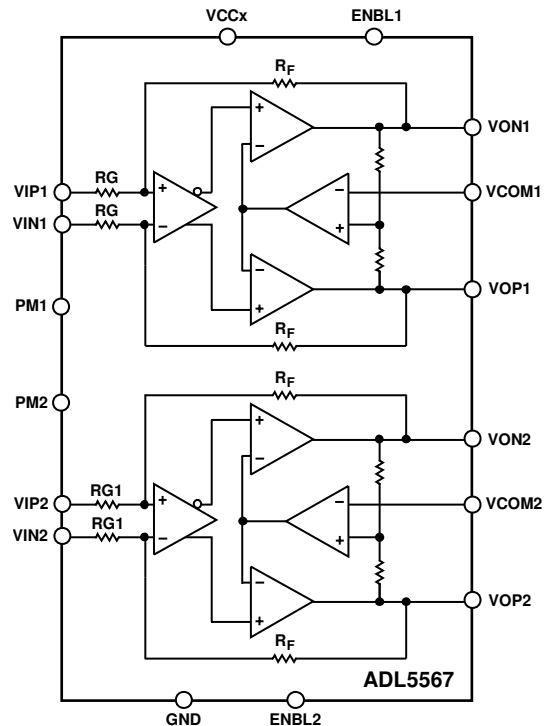 VCCx ENBL1
RF
+
−
VON1
RG
VIP1
+
−
VCOM1
RG
VIN1
−
+
−
+
VOP1
PM1
RF
PM2
RF
+
−
VON2
RG1
VIP2
+
−
VCOM2
RG1
VIN2
−
+
−
+
VOP2
RF
ADL5567
GND ENBL2